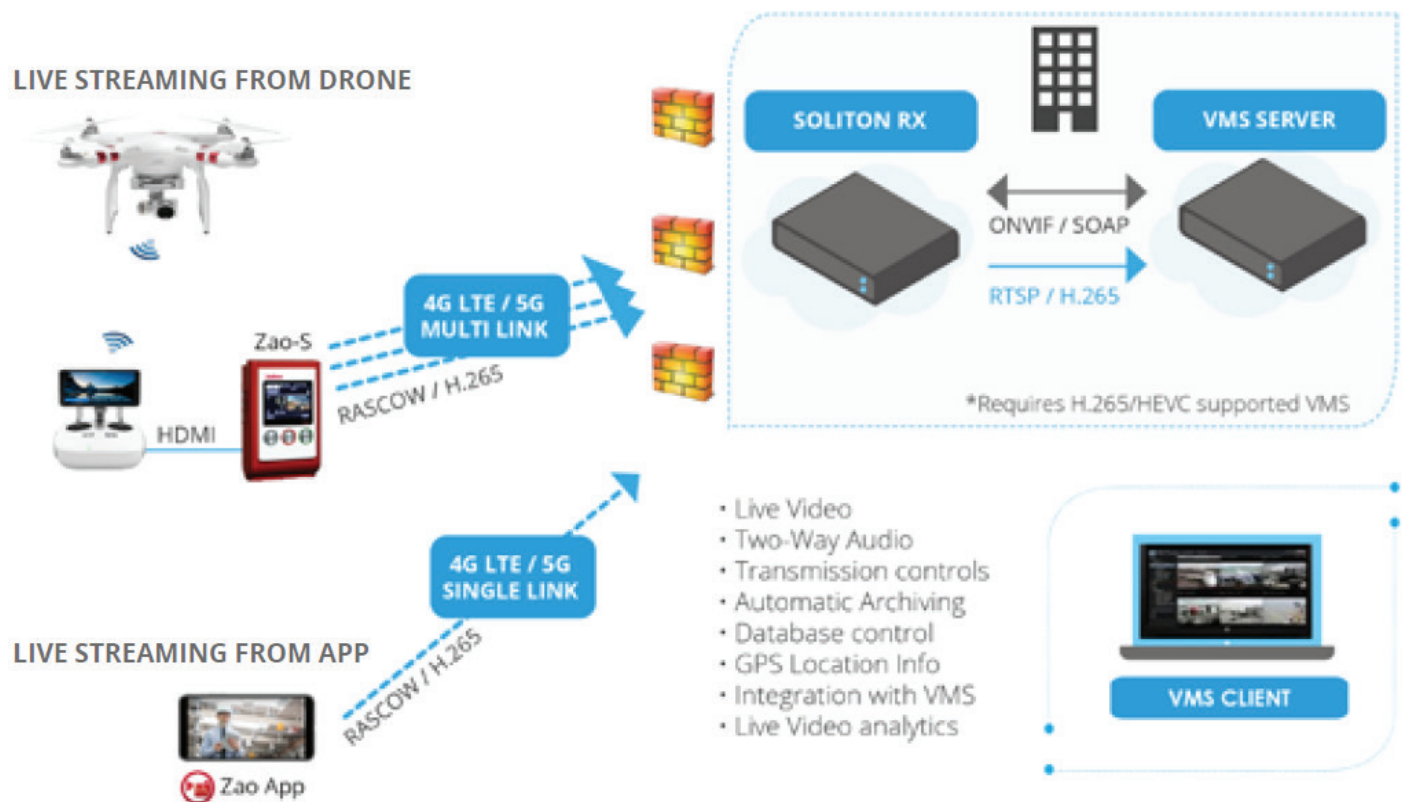 LIVE STREAMING FROM DRONE
SOLITON RX
VMS SERVER
ONVIF / SOAP
RTSP / H.265
*Requires H.265/HEVC supported VMS
4G LTE / 5G
MULTI LINK
RASCOW / H.265
Zao-S
HDMI
4G LTE / 5G
SINGLE LINK
RASCOW / H.265
LIVE STREAMING FROM APP
Zao App
• Live Video
• Two-Way Audio
• Transmission controls
• Automatic Archiving
• Database control
• GPS Location Info
• Integration with VMS
• Live Video analytics
VMS CLIENT